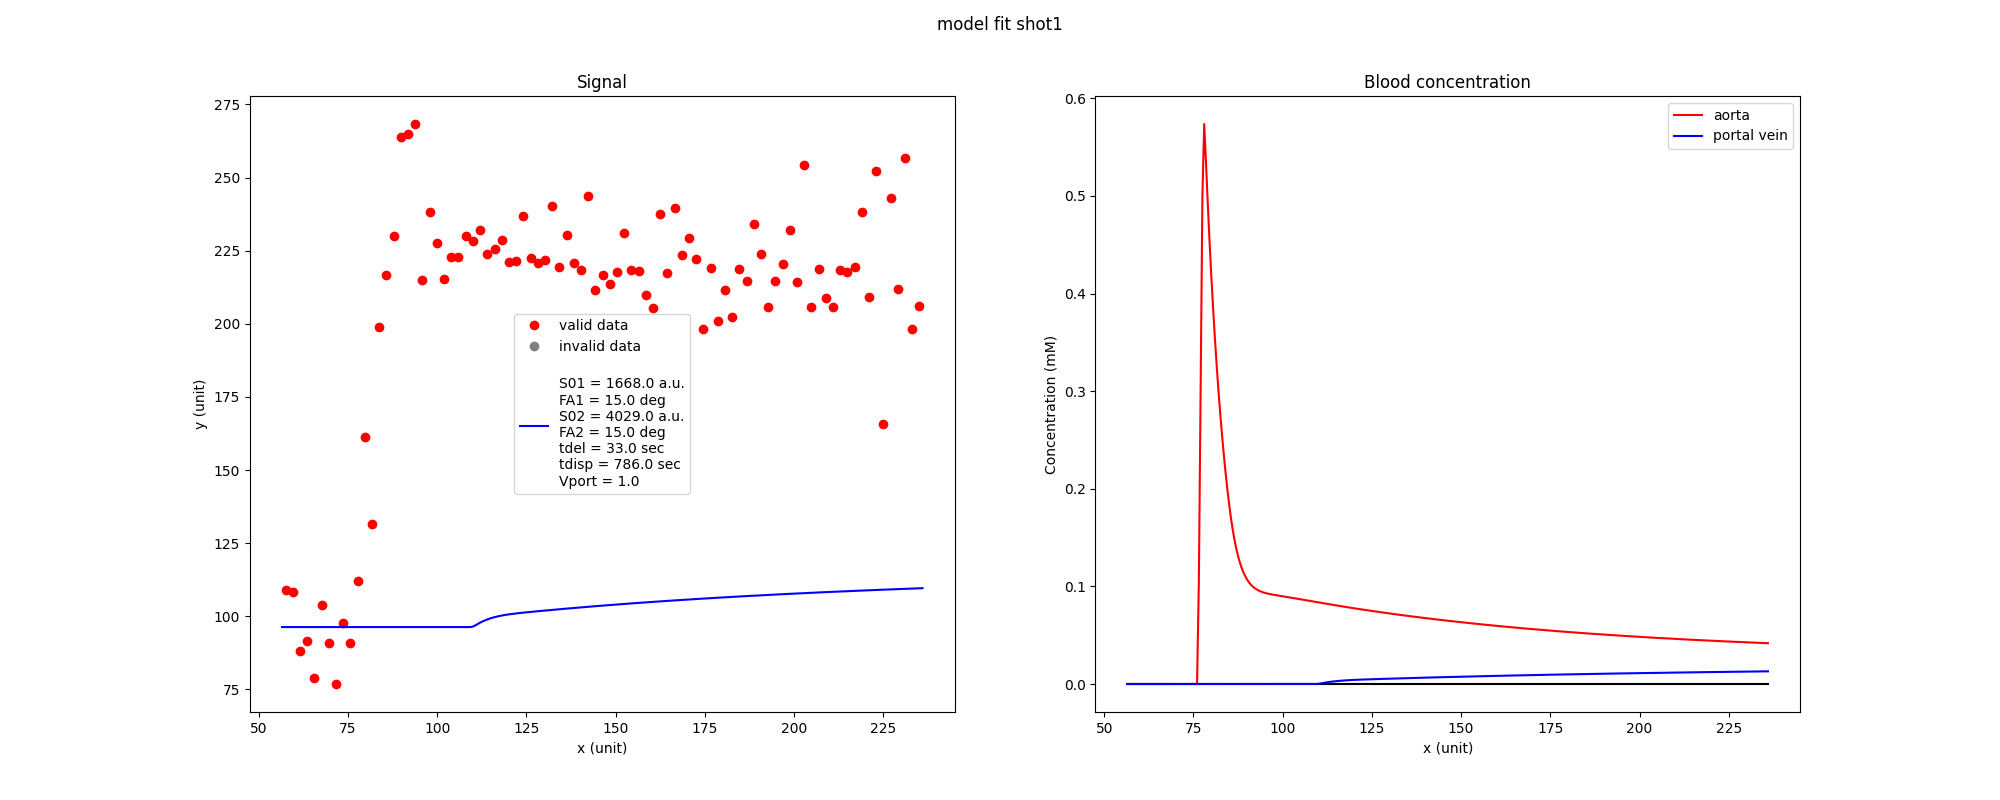 model fit shot1
Signal
275
250
225
200
175
150
125
100
75
y (unit)
50
75
100
125
150
175
200
225
x (unit)
valid data
invalid data
S01 = 1668.0 a.u.
FA1 = 15.0 deg
S02 = 4029.0 a.u.
FA2 = 15.0 deg
tdel = 33.0 sec
tdisp = 786.0 sec
Vport = 1.0
Blood concentration
0.6
0.5
0.4
0.3
0.2
0.1
0.0
Concentration (mM)
50
75
100
125
150
175
200
225
x (unit)
aorta
portal vein